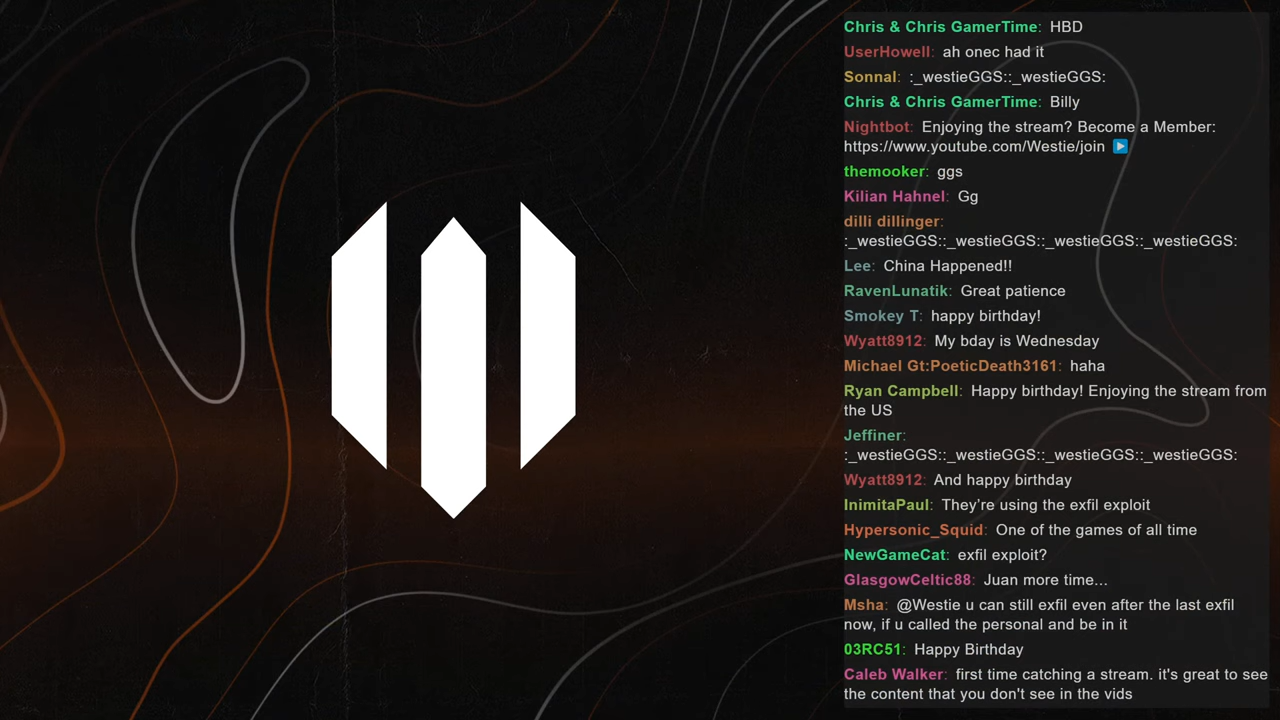 Chris & Chris GamerTime: HBD
UserHowell: ah onec had it
Sonnal: :_westieGGS::_westieGGS:
Chris & Chris GamerTime: Billy
Nightbot: Enjoying the stream? Become a Member:
https://www.youtube.com/Westie/join ▶
themooker: ggs
Kilian Hahnel: Gg
dilli dillinger:
:_westieGGS::_westieGGS::_westieGGS::_westieGGS:
Lee: China Happened!!
RavenLunatik: Great patience
Smokey T: happy birthday!
Wyatt8912: My bday is Wednesday
Michael Gt:PoeticDeath3161: haha
Ryan Campbell: Happy birthday! Enjoying the stream from
the US
Jeffiner:
:_westieGGS::_westieGGS::_westieGGS::_westieGGS:
Wyatt8912: And happy birthday
InimitaPaul: They’re using the exfil exploit
Hypersonic_Squid: One of the games of all time
NewGameCat: exfil exploit?
GlasgowCeltic88: Juan more time...
Msha: @Westie u can still exfil even after the last exfil
now, if u called the personal and be in it
03RC51: Happy Birthday
Caleb Walker: first time catching a stream. it's great to see
the content that you don't see in the vids